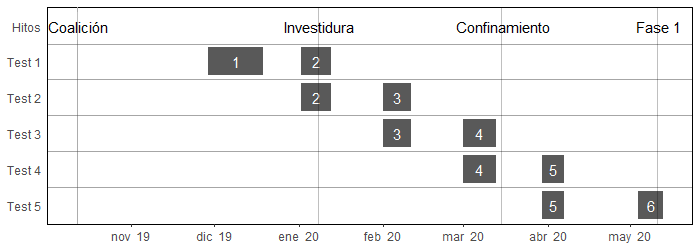 Hitos Coalición Investidura Confinamiento Fase 1
Test 1 1 2
Test 2 2 3
Test 3 3 4
Test 4 4 5
Test 5 5 6
nov 19 dic 19 ene 20 feb 20 mar 20 abr 20 may 20